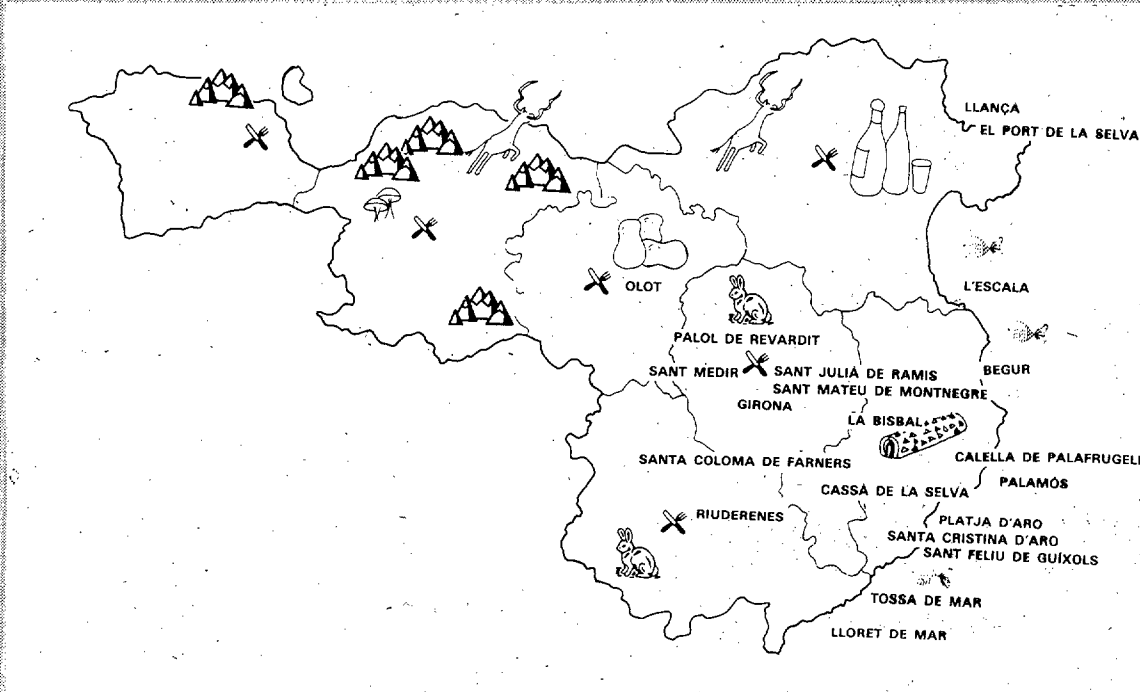 LLANÇA
EL PORT DE LA SELVA
L'ESCALA
OLOT
PALOL DE REVARDIT
SANT MEDIR
SANT JULIÀ DE RAMIS
BEGUR
SANT MATEU DE MONTNEGRE
GIRONA
LA BISBAL
SANTA COLOMA DE FARNERS
CALELLA DE PALAFRUGELL
PALAMÓS
CASSÀ DE LA SELVA
RIUDERENES
PLATJA D'ARO
SANTA CRISTINA D'ARO
SANT FELIU DE GUÍXOLS
TOSSA DE MAR
LLORET DE MAR